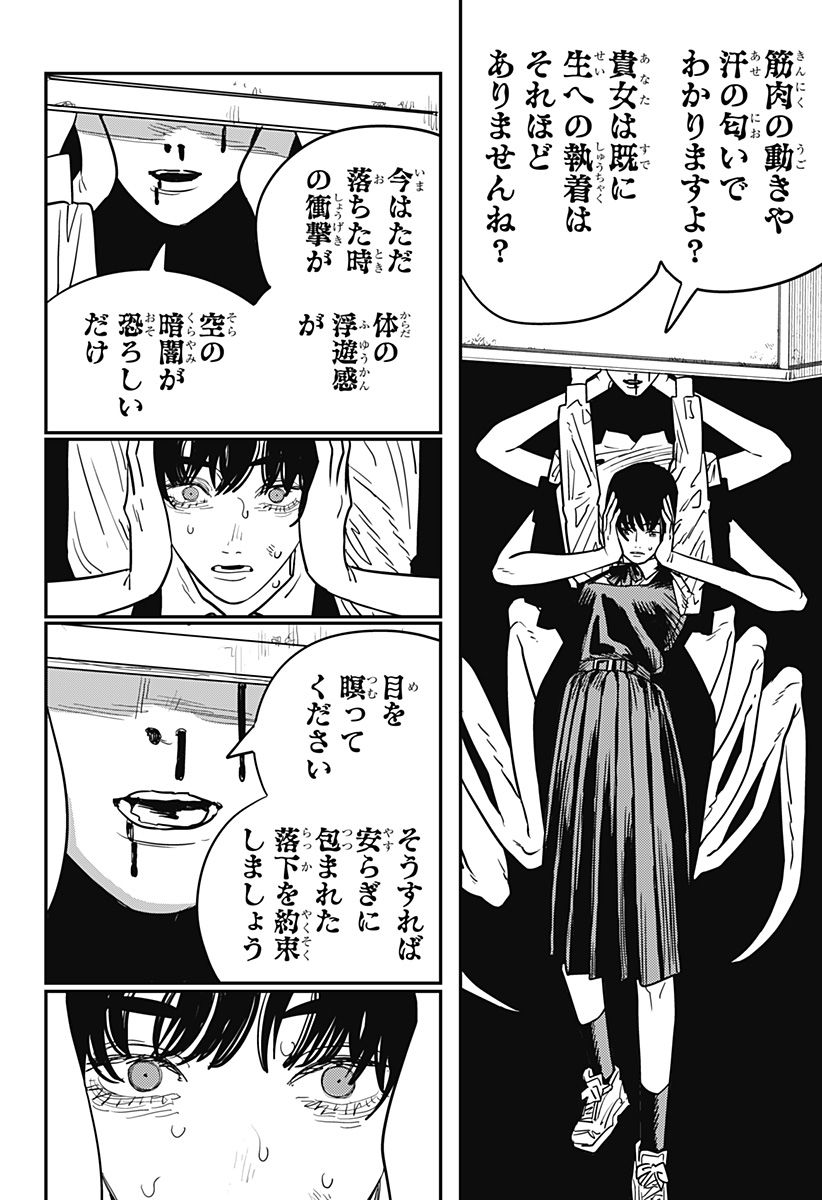 筋肉の動きや
汗の匂いで
わかりますよ?
貴女は既に
生への執着は
それほど
ありませんね?
今はただ
落ちた時
の衝撃が
体の
浮遊感
が
空の
暗闇が
恐ろしい
だけ
目を
瞑って
ください
そうすれば
安らぎに
包まれた
落下を約束
しましょう